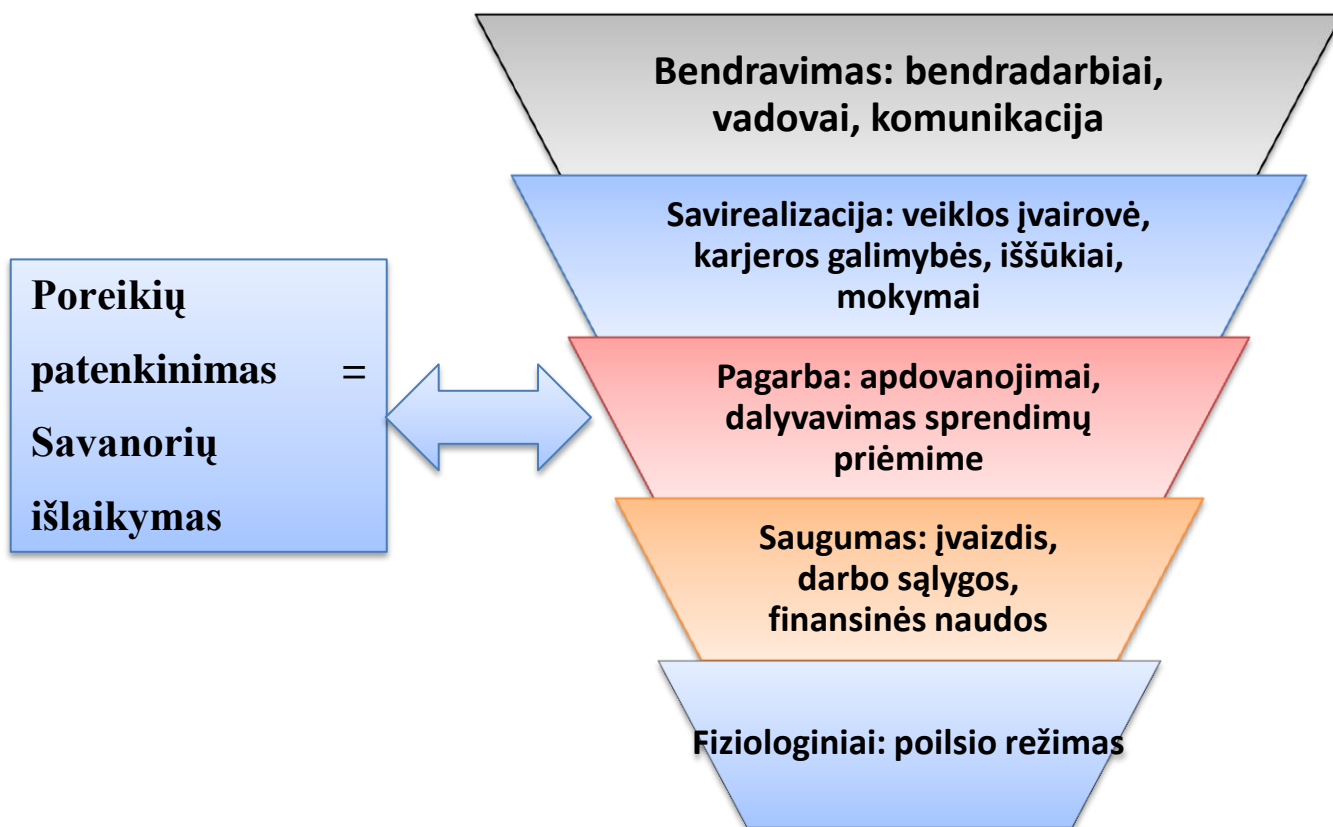 Bendravimas: bendradarbiai,
vadovai, komunikacija
Savirealizacija: veiklos įvairovė,
karjeros galimybės, iššūkiai,
mokymai
Poreikių
patenkinimas =
Savanorių
išlaikymas
Pagarba: apdovanojimai,
dalyvavimas sprendimų
priėmime
Saugumas: įvaizdis,
darbo sąlygos,
finansinės naudos
Fiziologiniai: poilsio režimas